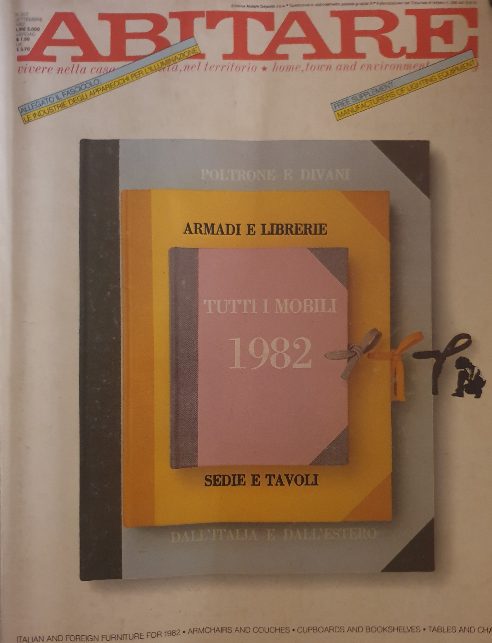 ABITARE
vivere nella casa, nel territorio ★ home, town and environment
ALLEGATO IL FASCICOLO:
LE INDUSTRIE DEGLI APPARECCHI PER L'ILLUMINAZIONE
FREE SUPPLEMENT:
MANUFACTURERS OF LIGHTING EQUIPMENT
POLTRONE E DIVANI
ARMADI E LIBRERIE
TUTTI I MOBILI
1982
SEDIE E TAVOLI
DALL'ITALIA E DALL'ESTERO
ITALIAN AND FOREIGN FURNITURE FOR 1982 • ARMCHAIRS AND COUCHES • CUPBOARDS AND BOOKSHELVES • TABLES AND CHA